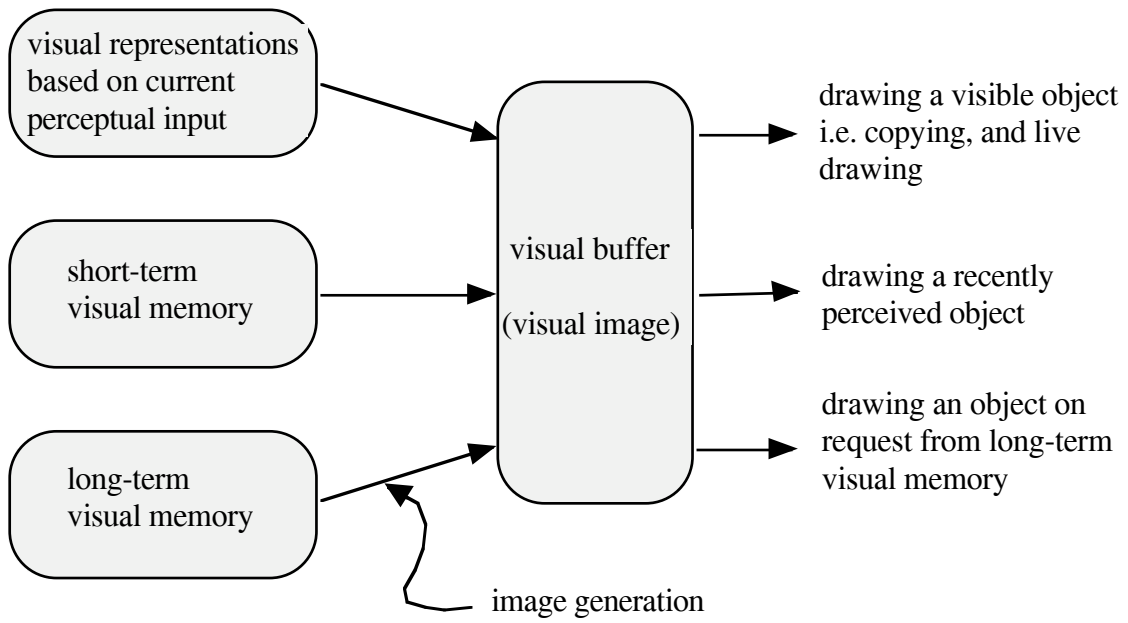 visual representations
based on current
perceptual input
short-term
visual memory
long-term
visual memory
visual buffer
(visual image)
drawing a visible object
i.e. copying, and live
drawing
drawing a recently
perceived object
drawing an object on
request from long-term
visual memory
image generation